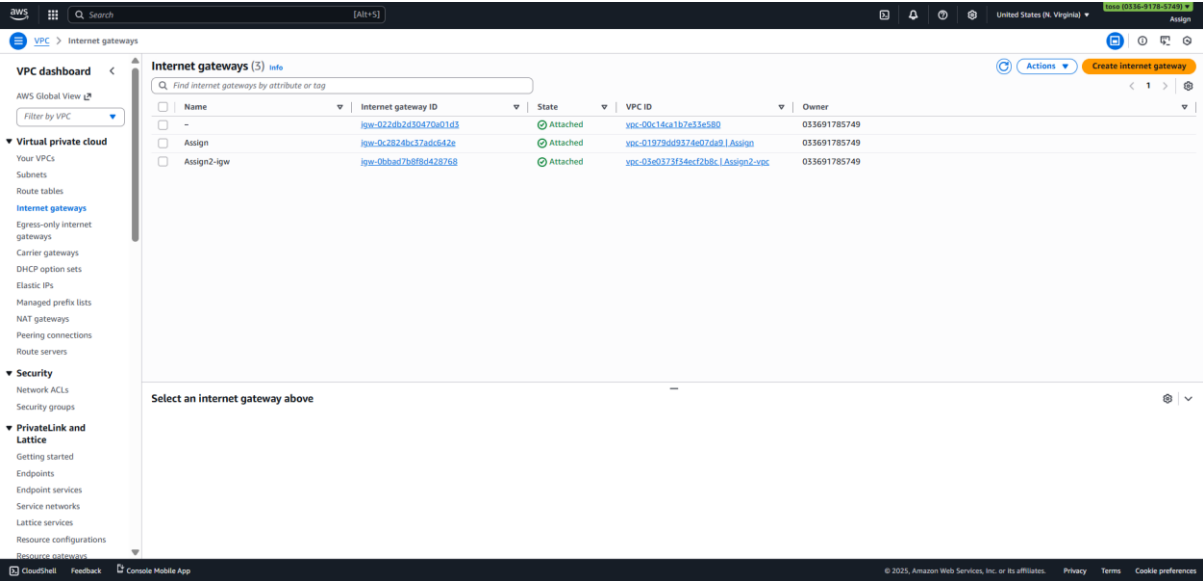 aws
Search [Alt+S]
United States (N. Virginia)
toso (0336-9178-5749)
Assign
VPC > Internet gateways
VPC dashboard
AWS Global View
Filter by VPC
Virtual private cloud
Your VPCs
Subnets
Route tables
Internet gateways
Egress-only internet
gateways
Carrier gateways
DHCP option sets
Elastic IPs
Managed prefix lists
NAT gateways
Peering connections
Route servers
Security
Network ACLs
Security groups
PrivateLink and
Lattice
Getting started
Endpoints
Endpoint services
Service networks
Lattice services
Resource configurations
Resource gateways
Internet gateways (3) Info
Actions
Create internet gateway
Find internet gateways by attribute or tag
1
Name Internet gateway ID State VPC ID Owner
– igw-022db2d30470a01d3 Attached vpc-00c14ca1b7e33e580 033691785749
Assign igw-0c2824bc37adc642e Attached vpc-01979dd9374e07da9 | Assign 033691785749
Assign2-igw igw-0bbad7b8f8d428768 Attached vpc-03e0373f34ecf2b8c | Assign2-vpc 033691785749
Select an internet gateway above
CloudShell Feedback Console Mobile App
© 2025, Amazon Web Services, Inc. or its affiliates. Privacy Terms Cookie preferences